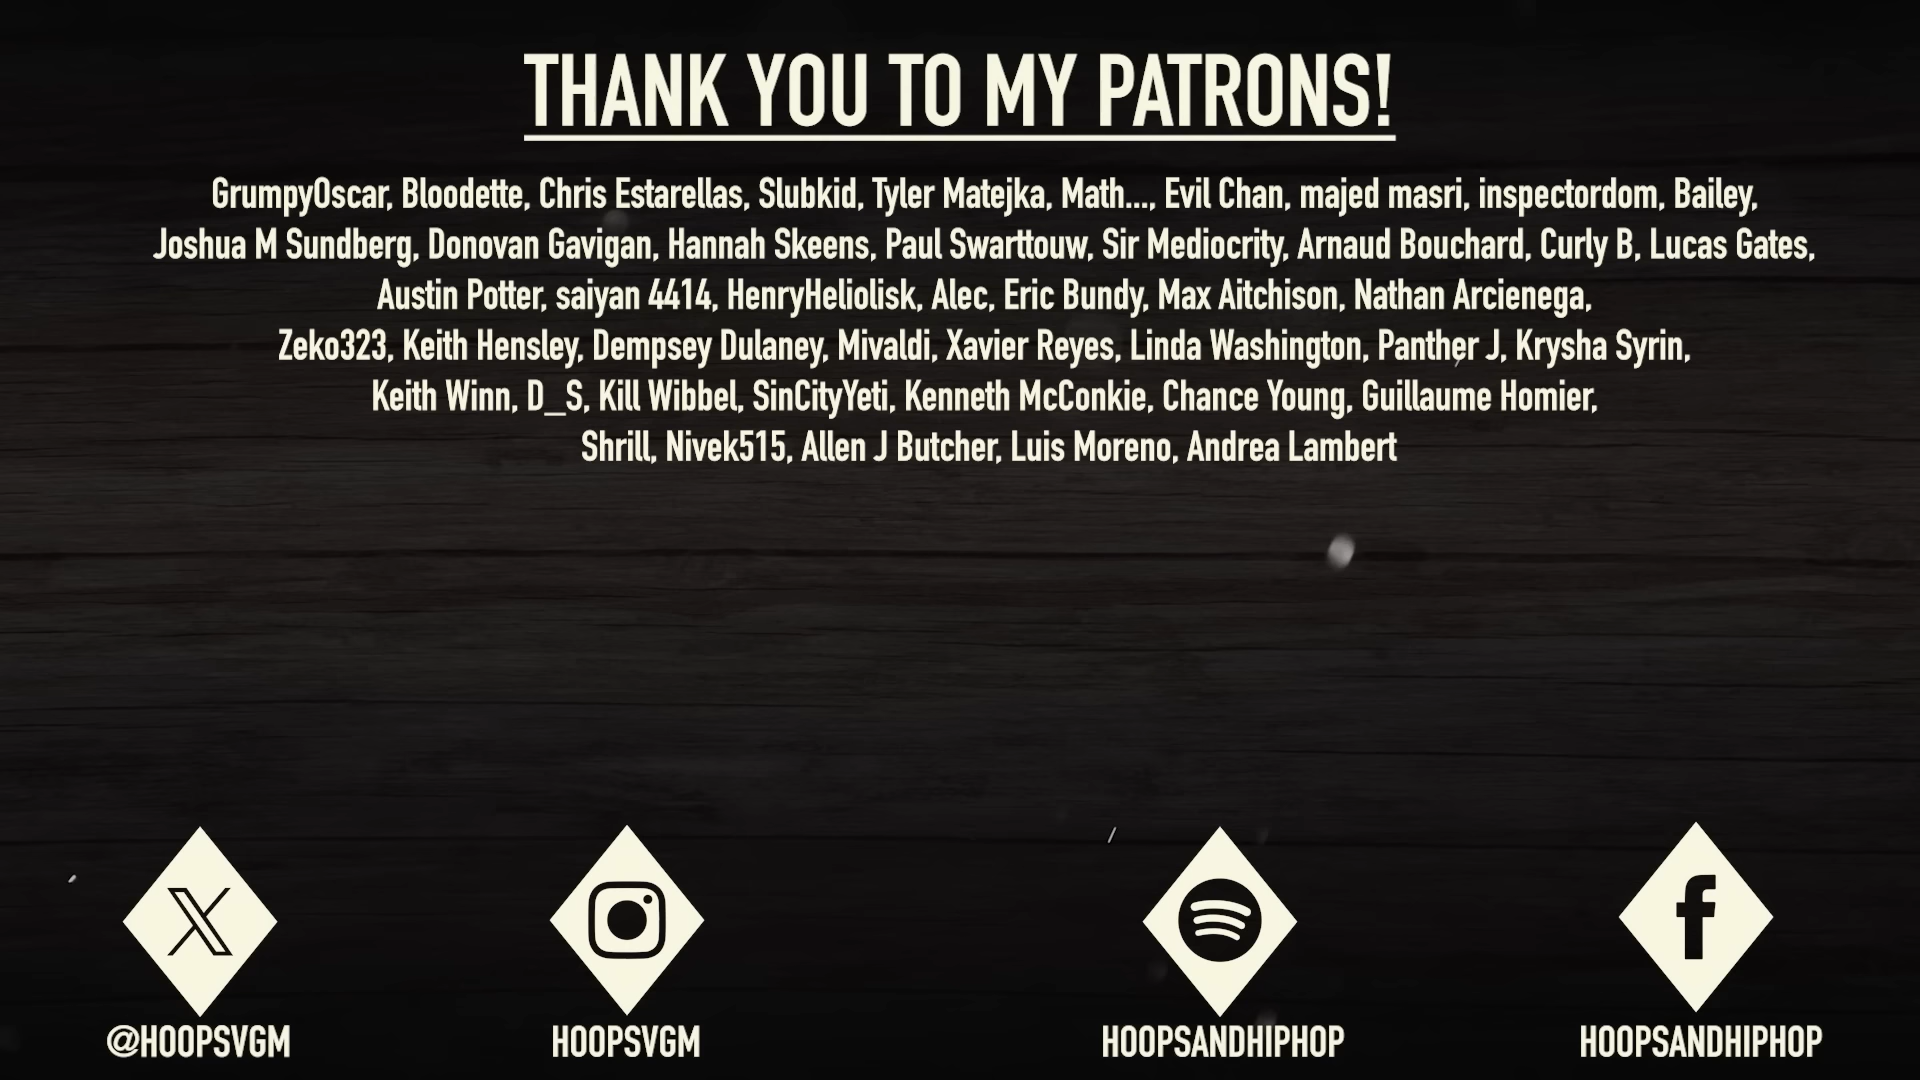 THANK YOU TO MY PATRONS!
GrumpyOscar, Bloodette, Chris Estarellas, Slubkid, Tyler Matejka, Math..., Evil Chan, majed masri, inspectordom, Bailey,
Joshua M Sundberg, Donovan Gavigan, Hannah Skeens, Paul Swarttouw, Sir Mediocrity, Arnaud Bouchard, Curly B, Lucas Gates,
Austin Potter, saiyan 4414, HenryHeliolisk, Alec, Eric Bundy, Max Aitchison, Nathan Arcienega,
Zeko323, Keith Hensley, Dempsey Dulaney, Mivaldi, Xavier Reyes, Linda Washington, Panther J, Krysha Syrin,
Keith Winn, D_S, Kill Wibbel, SinCityYeti, Kenneth McConkie, Chance Young, Guillaume Homier,
Shrill, Nivek515, Allen J Butcher, Luis Moreno, Andrea Lambert
@HOOPSVGM
HOOPSVGM
HOOPSANDHIPHOP
HOOPSANDHIPHOP